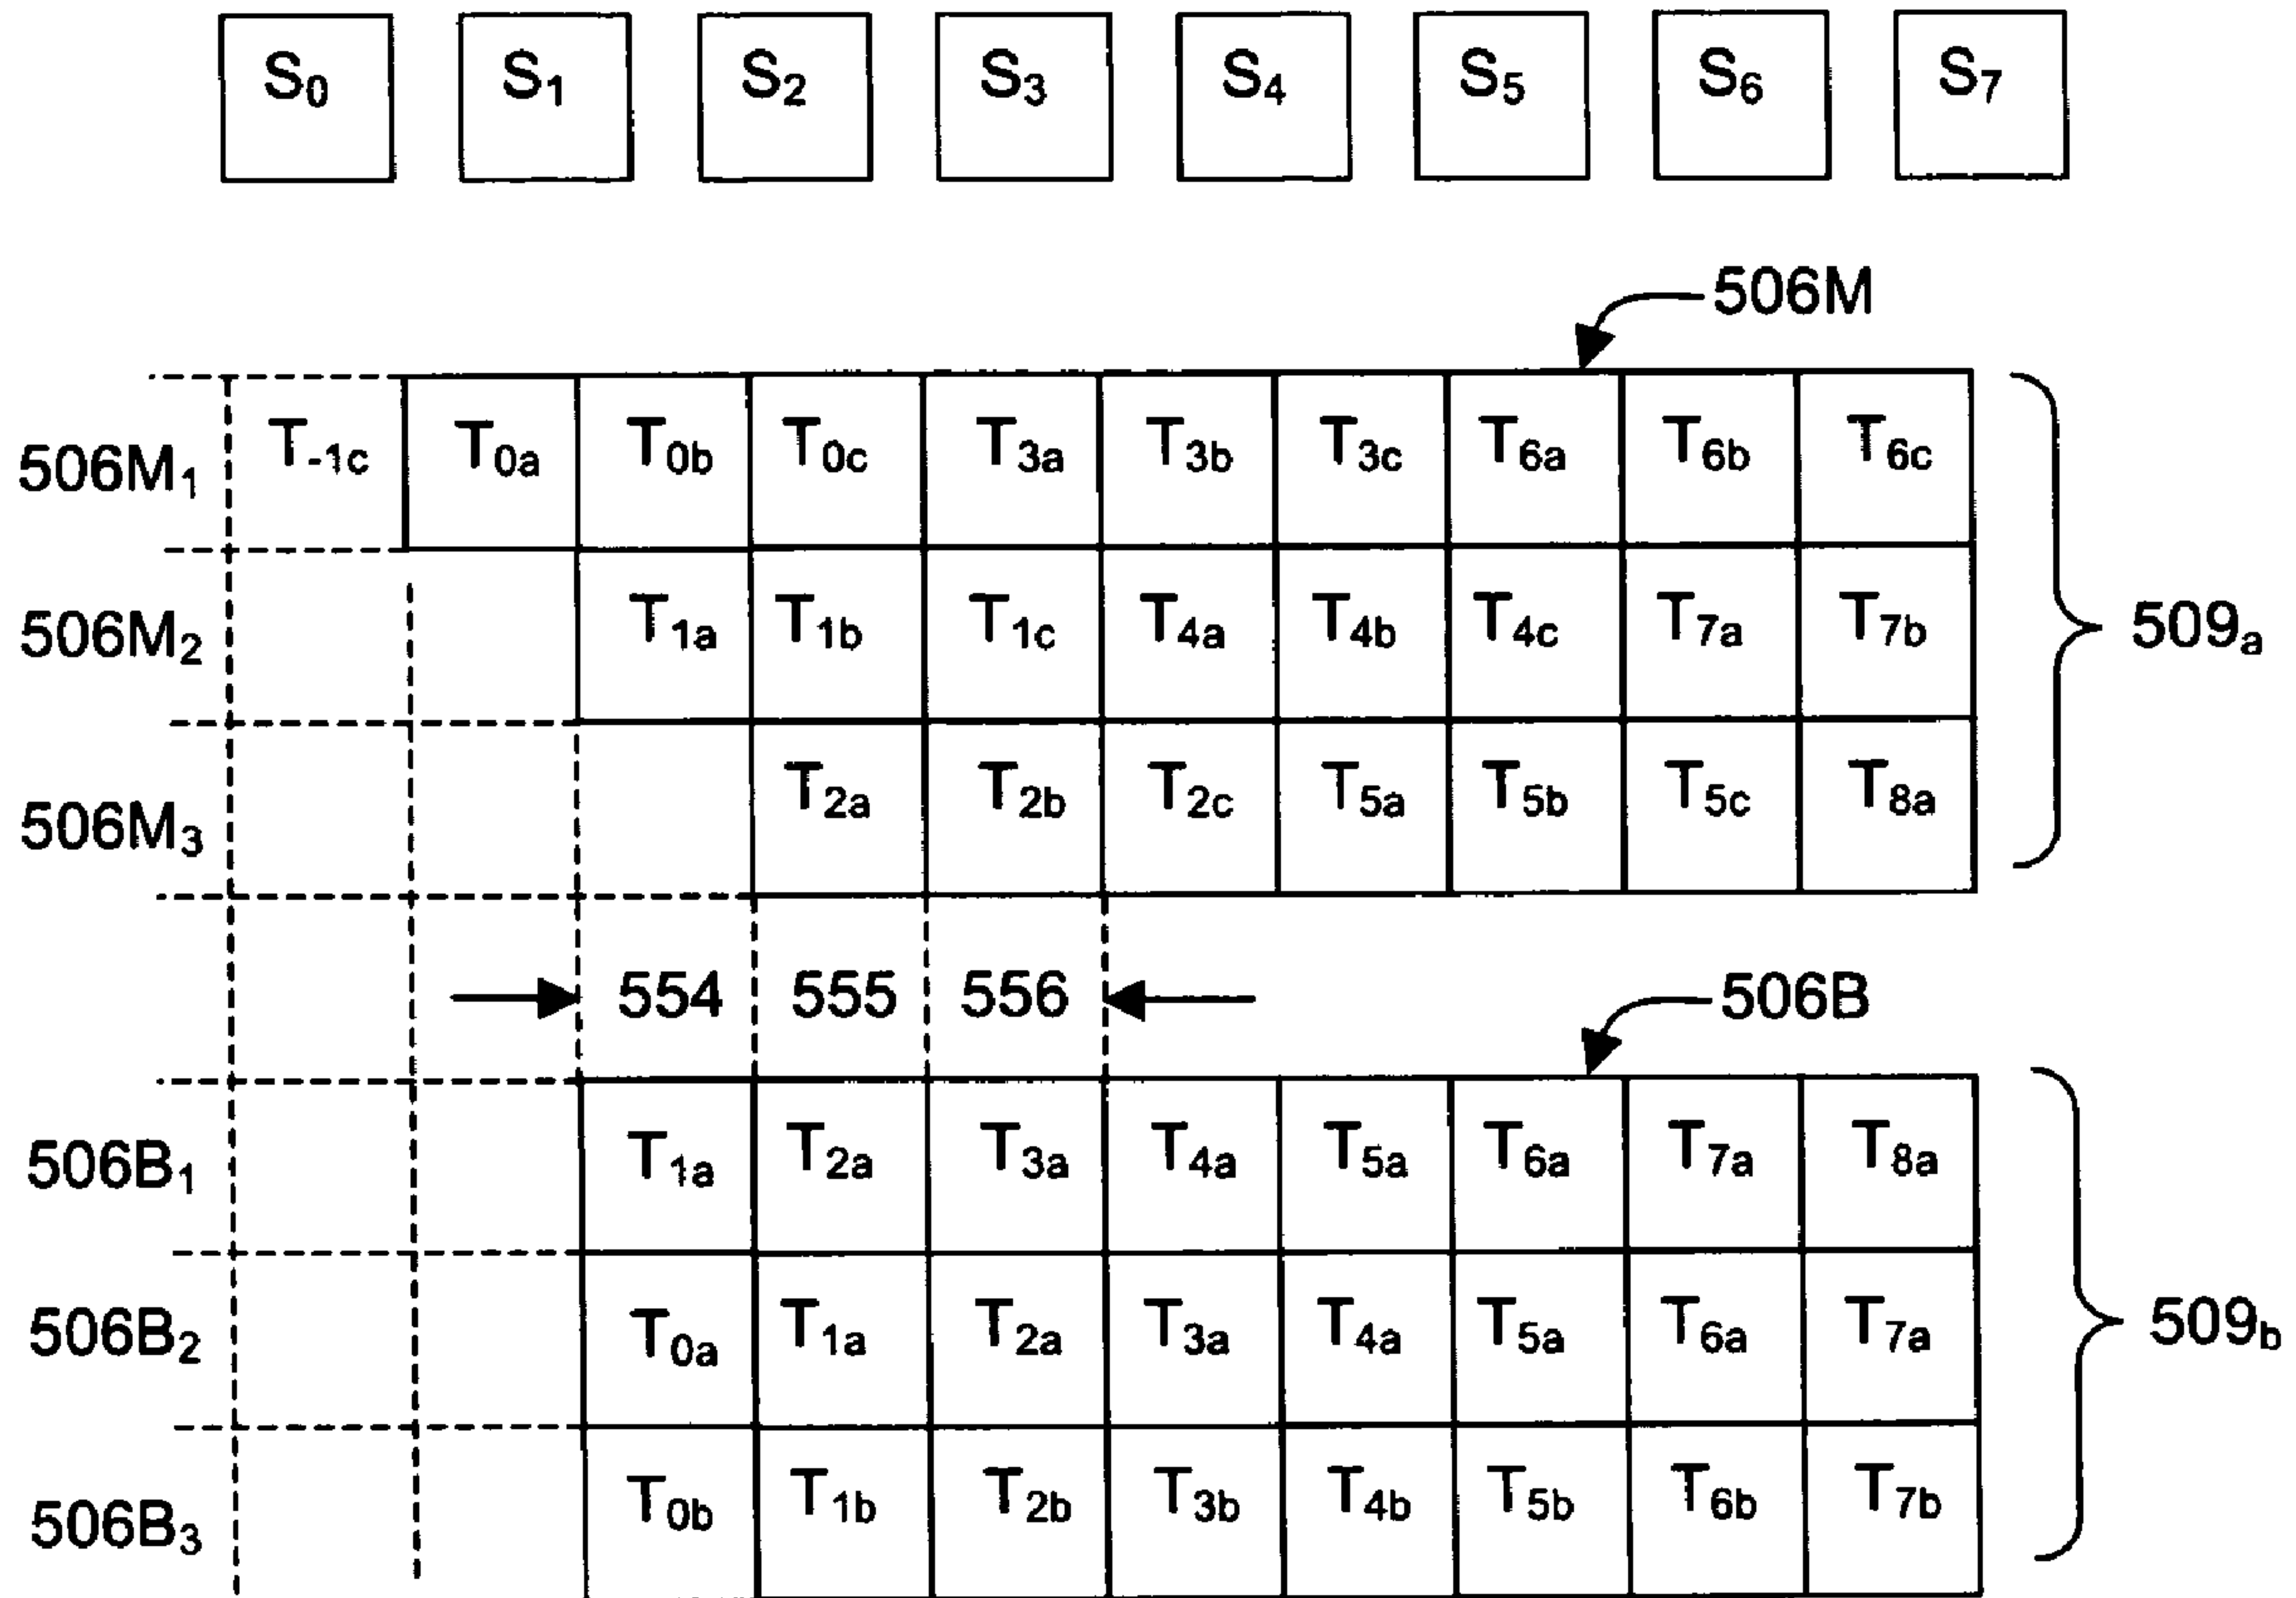 S0 S1 S2 S3 S4 S5 S6 S7
506M
506M1 T-1c T0a T0b T0c T3a T3b T3c T6a T6b T6c
506M2 T1a T1b T1c T4a T4b T4c T7a T7b 509a
506M3 T2a T2b T2c T5a T5b T5c T8a
554 555 556 506B
506B1 T1a T2a T3a T4a T5a T6a T7a T8a
506B2 T0a T1a T2a T3a T4a T5a T6a T7a 509b
506B3 T0b T1b T2b T3b T4b T5b T6b T7b